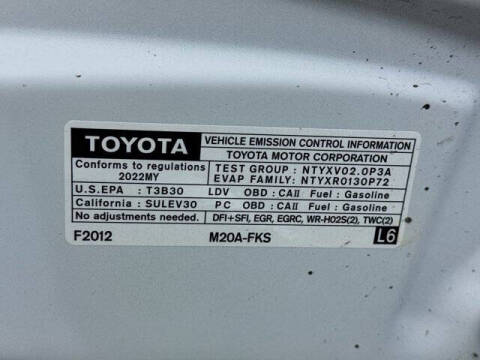 TOYOTA VEHICLE EMISSION CONTROL INFORMATION
TOYOTA MOTOR CORPORATION
Conforms to regulations
2022MY
TEST GROUP : NTYXV02.0P3A
EVAP FAMILY: NTYXR0130P72
U.S.EPA : T3B30 LDV OBD : CAII Fuel : Gasoline
California : SULEV30 PC OBD : CAII Fuel : Gasoline
No adjustments needed. DFI+SFI, EGR, EGRC, WR-HO2S(2), TWC(2)
F2012 M20A-FKS L6